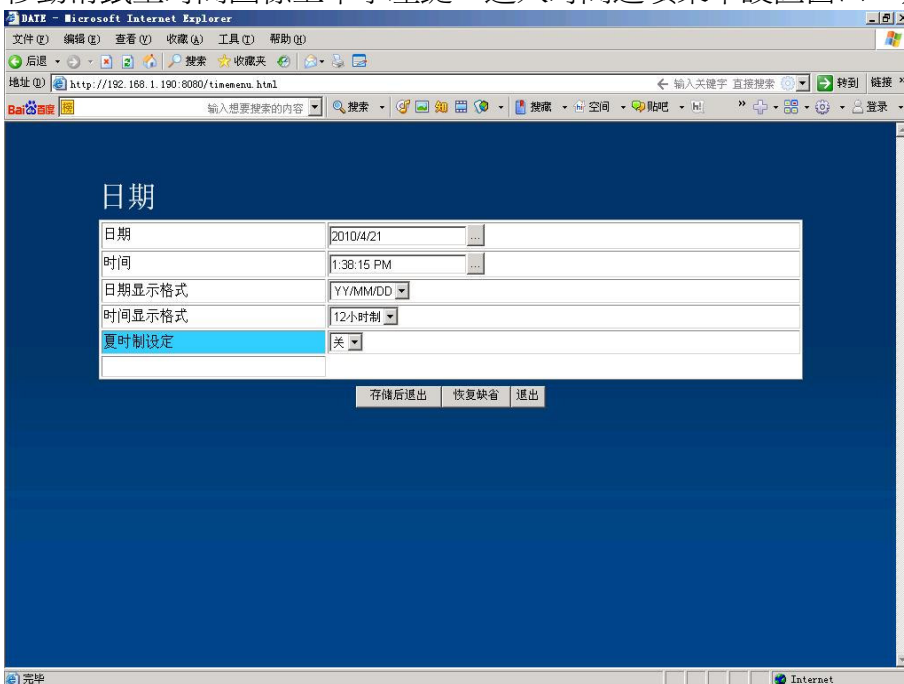 DATE - Microsoft Internet Explorer
文件(F) 编辑(E) 查看(V) 收藏(A) 工具(T) 帮助(H)
后退 搜索 收藏夹
地址(D) http://192.168.1.190:8080/timemenu.html 输入关键字 直接搜索 转到 链接
Bai百度 输入想要搜索的内容 搜索 搜藏 空间 贴吧 登录
日期
日期 2010/4/21 ...
时间 1:38:15 PM ...
日期显示格式 YY/MM/DD
时间显示格式 12小时制
夏时制设定 关
存储后退出 恢复缺省 退出
完毕 Internet